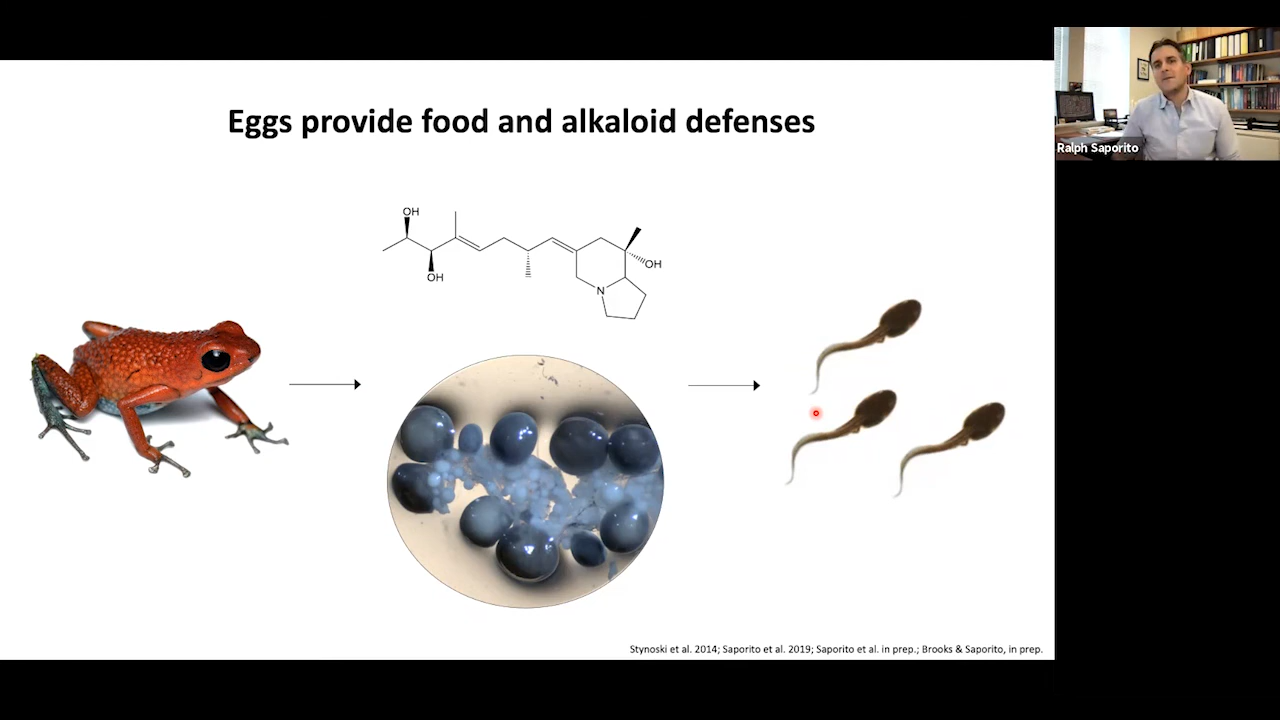 Eggs provide food and alkaloid defenses
OH
OH
OH
N
Stynoski et al. 2014; Saporito et al. 2019; Saporito et al. in prep.; Brooks & Saporito, in prep.
Ralph Saporito